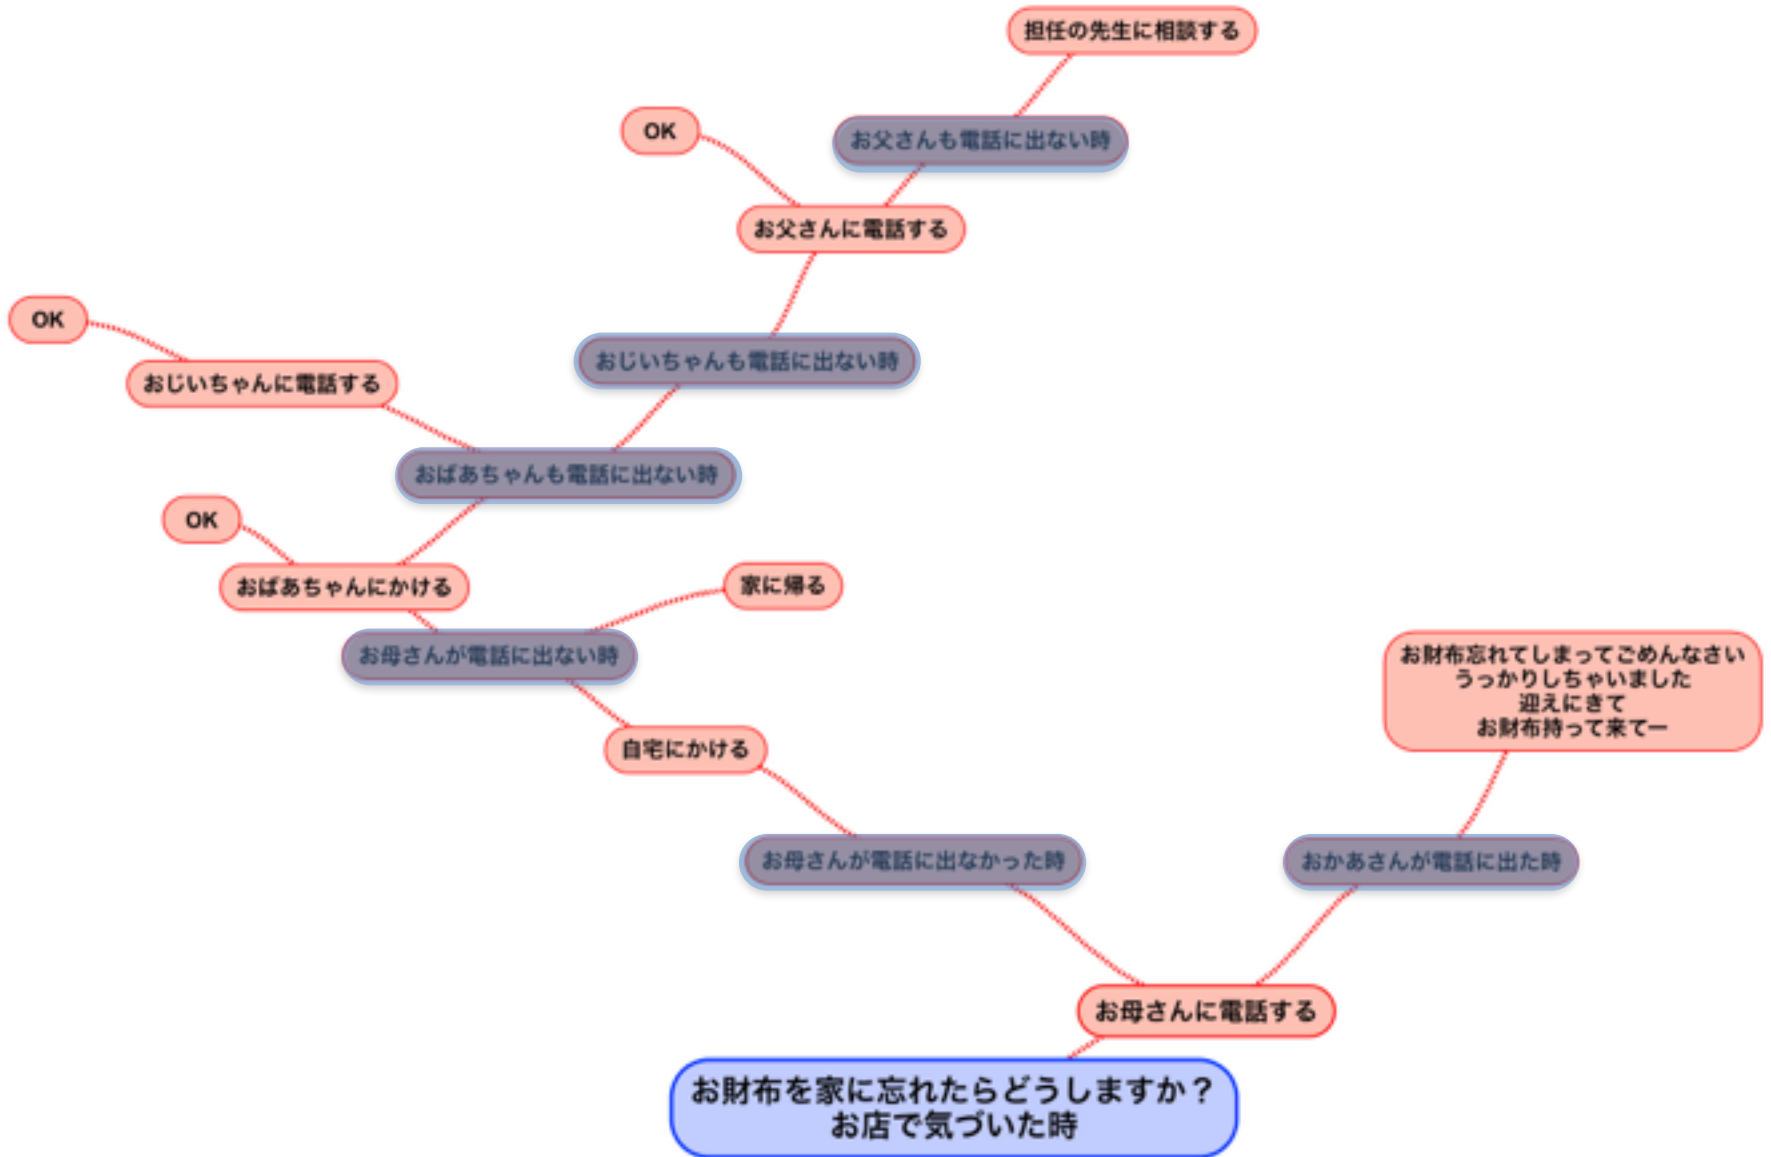 担任の先生に相談する
OK
お父さんも電話に出ない時
お父さんに電話する
OK
おじいちゃんも電話に出ない時
おじいちゃんに電話する
おばあちゃんも電話に出ない時
OK
おばあちゃんにかける
家に帰る
お母さんが電話に出ない時
お財布忘れてしまってごめんなさい
うっかりしちゃいました
迎えにきて
お財布持って来てー
自宅にかける
お母さんが電話に出なかった時
おかあさんが電話に出た時
お母さんに電話する
お財布を家に忘れたらどうしますか？
お店で気づいた時